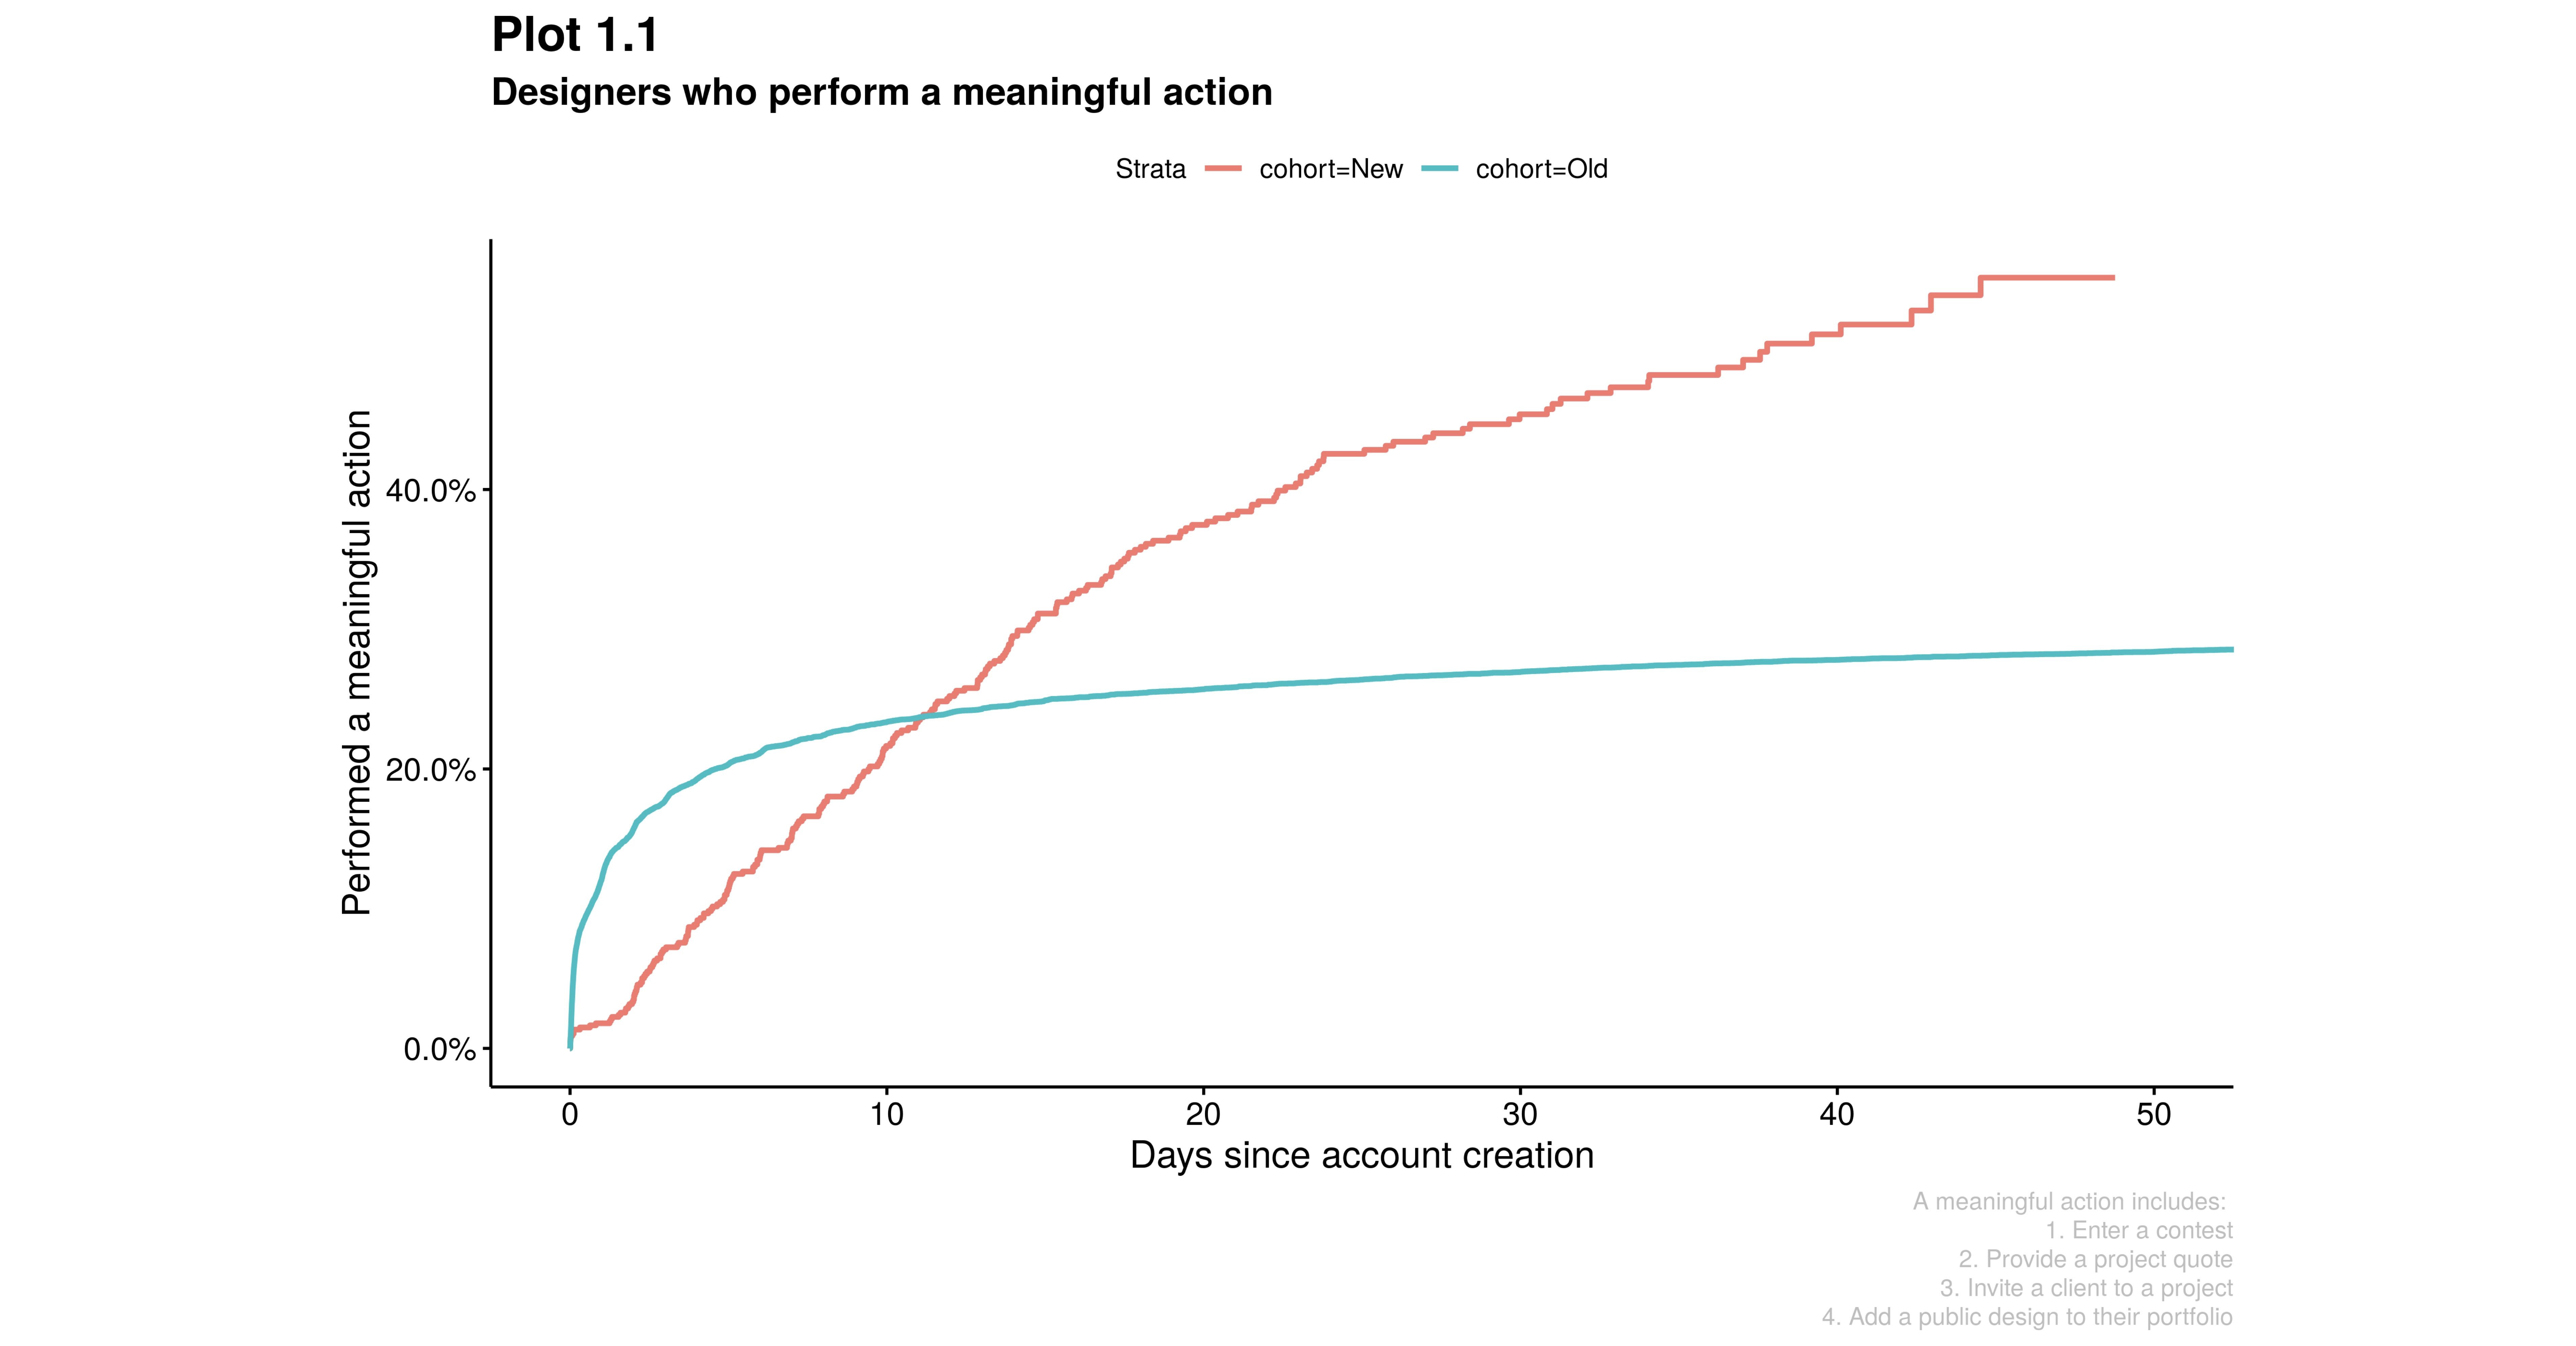 Plot 1.1
Designers who perform a meaningful action
Strata cohort=New cohort=Old
Performed a meaningful action
40.0%
20.0%
0.0%
0 10 20 30 40 50
Days since account creation
A meaningful action includes:
1. Enter a contest
2. Provide a project quote
3. Invite a client to a project
4. Add a public design to their portfolio